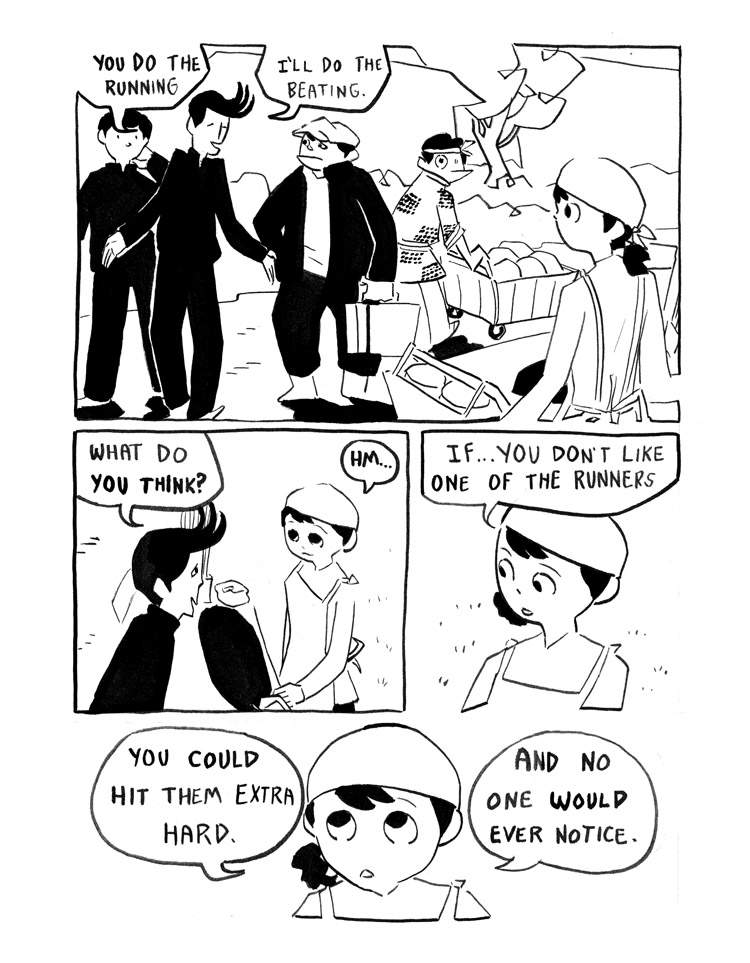 YOU DO THE
RUNNING
I'LL DO THE
BEATING.
WHAT DO
YOU THINK?
HM...
IF...YOU DON'T LIKE
ONE OF THE RUNNERS
YOU COULD
HIT THEM EXTRA
HARD.
AND NO
ONE WOULD
EVER NOTICE.